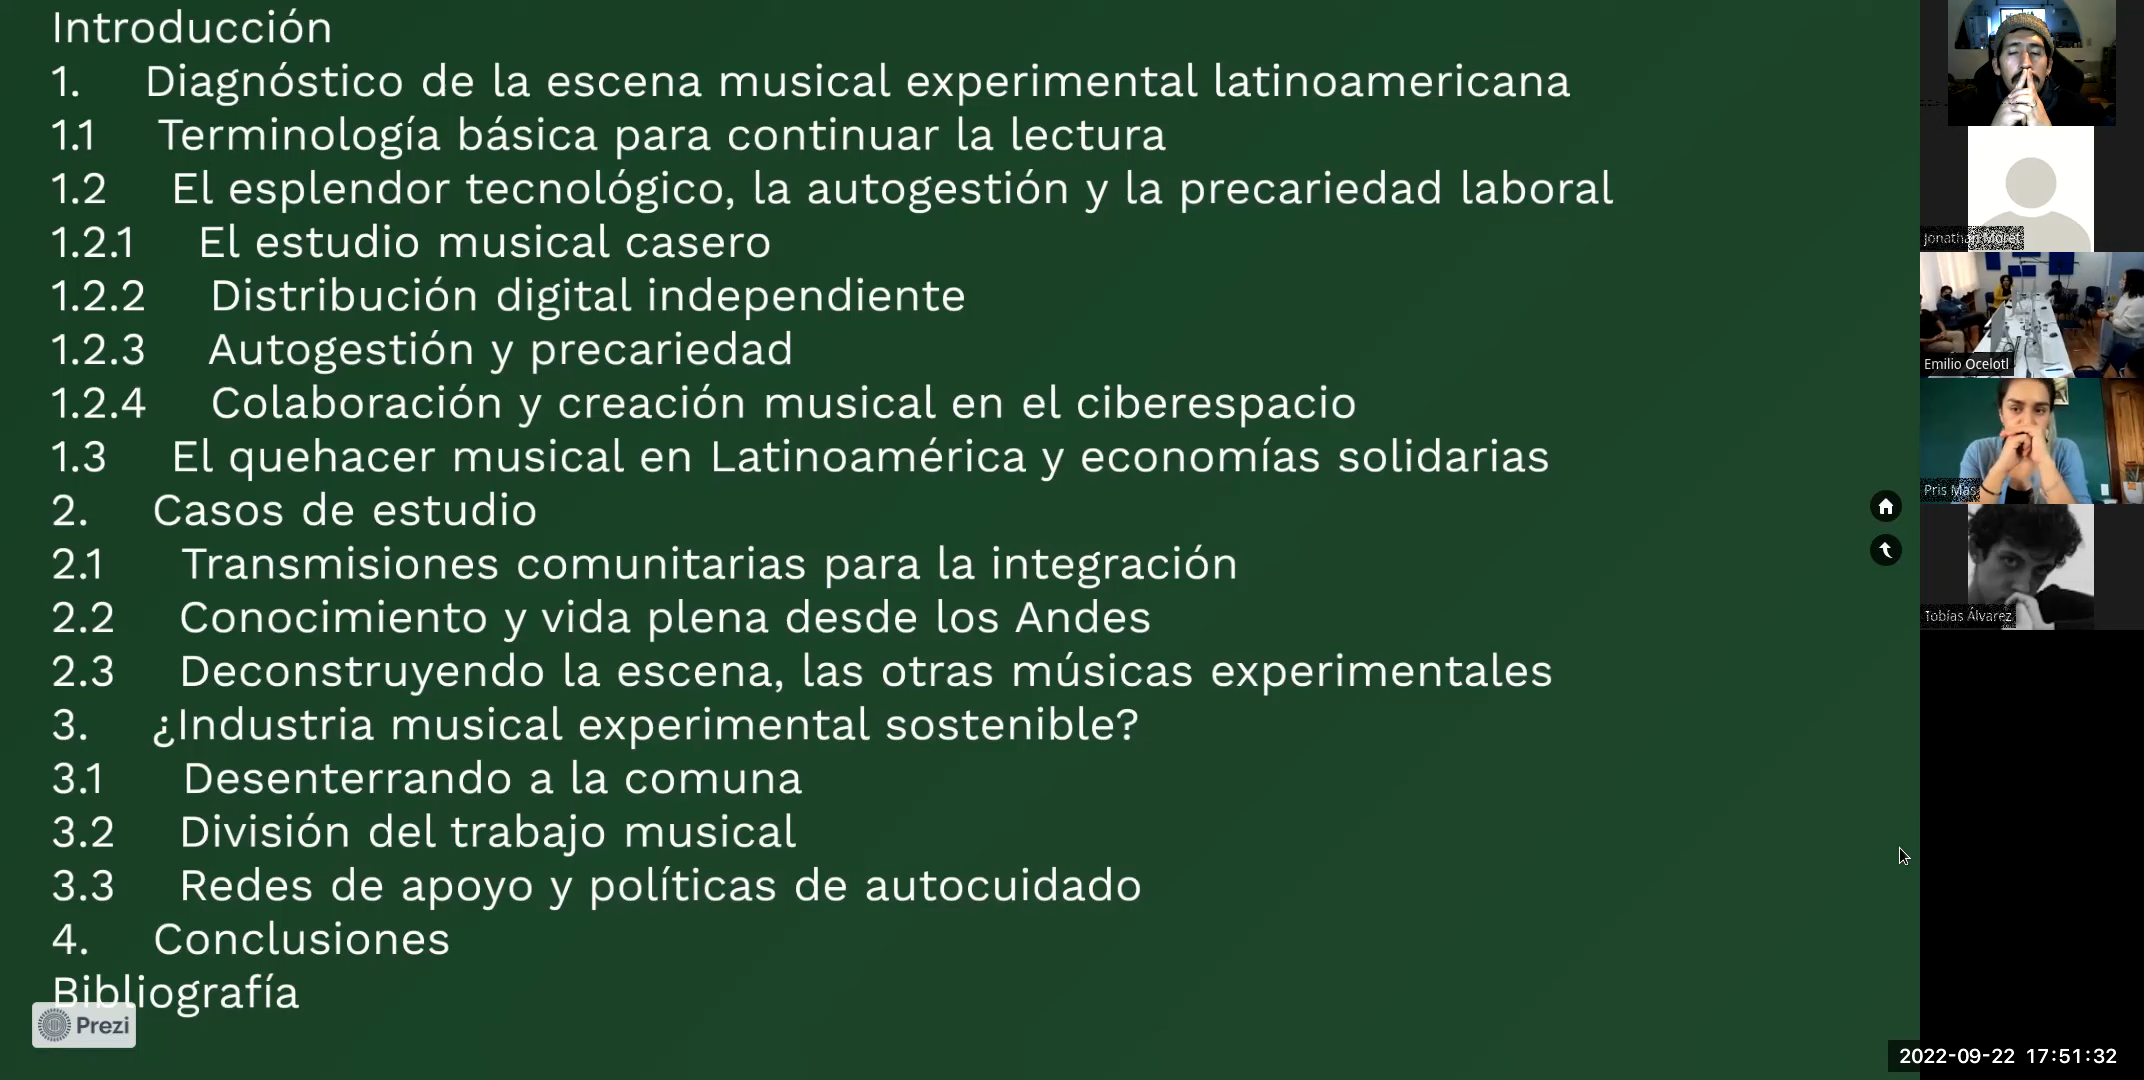 Introducción
1. Diagnóstico de la escena musical experimental latinoamericana
1.1 Terminología básica para continuar la lectura
1.2 El esplendor tecnológico, la autogestión y la precariedad laboral
1.2.1 El estudio musical casero
1.2.2 Distribución digital independiente
1.2.3 Autogestión y precariedad
1.2.4 Colaboración y creación musical en el ciberespacio
1.3 El quehacer musical en Latinoamérica y economías solidarias
2. Casos de estudio
2.1 Transmisiones comunitarias para la integración
2.2 Conocimiento y vida plena desde los Andes
2.3 Deconstruyendo la escena, las otras músicas experimentales
3. ¿Industria musical experimental sostenible?
3.1 Desenterrando a la comuna
3.2 División del trabajo musical
3.3 Redes de apoyo y políticas de autocuidado
4. Conclusiones
Bibliografía
Prezi
Jonathan Moret
Emilio Ocelotl
Pris Mas
Tobías Álvarez
2022-09-22 17:51:32